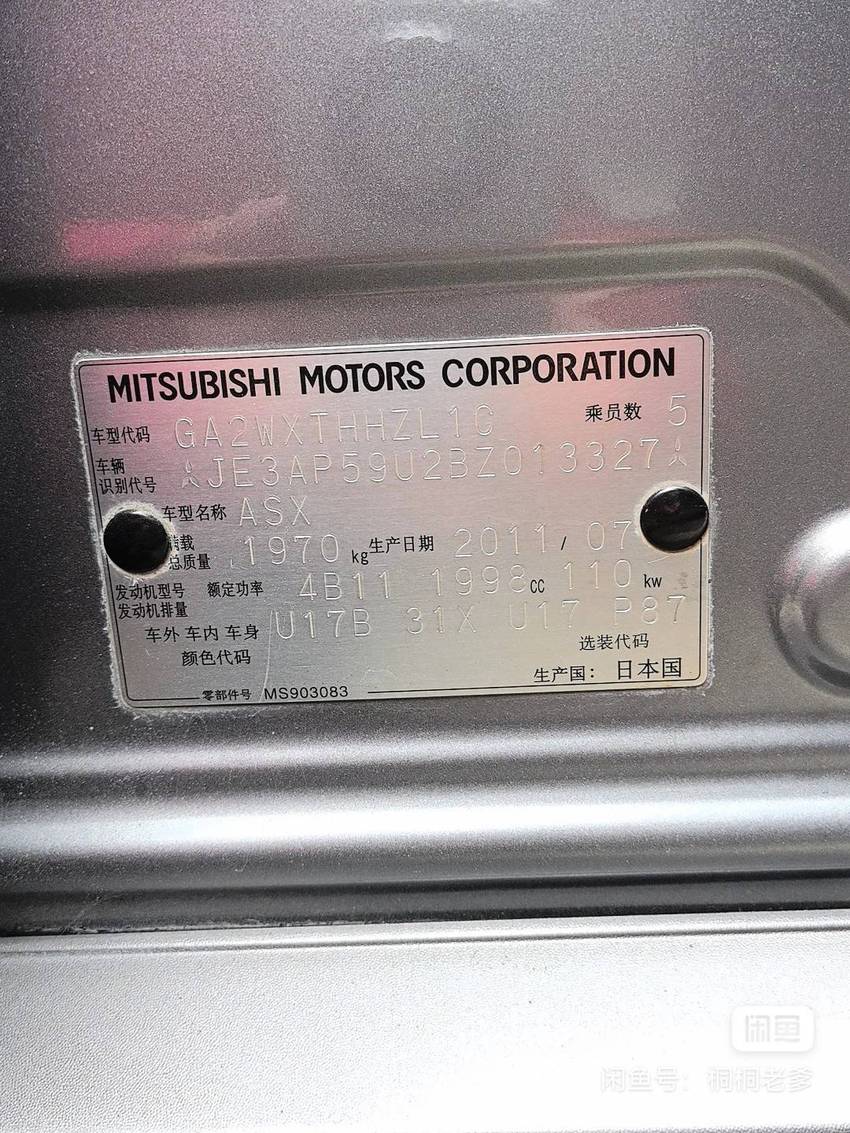 MITSUBISHI MOTORS CORPORATION
车型代码 GA2WXTHHZL1C 乘员数 5
车辆
识别代号 JE3AP59U2BZ013327
车型名称 ASX
装载
总质量 1970 kg 生产日期 2011 / 07
发动机型号 额定功率 4B11 1998 cc 110 kw
发动机排量
车外 车内 车身 U17B 31X U17 P87
颜色代码 选装代码
生产国： 日本国
零部件号 MS903083
闲鱼
闲鱼号：桐桐老爹